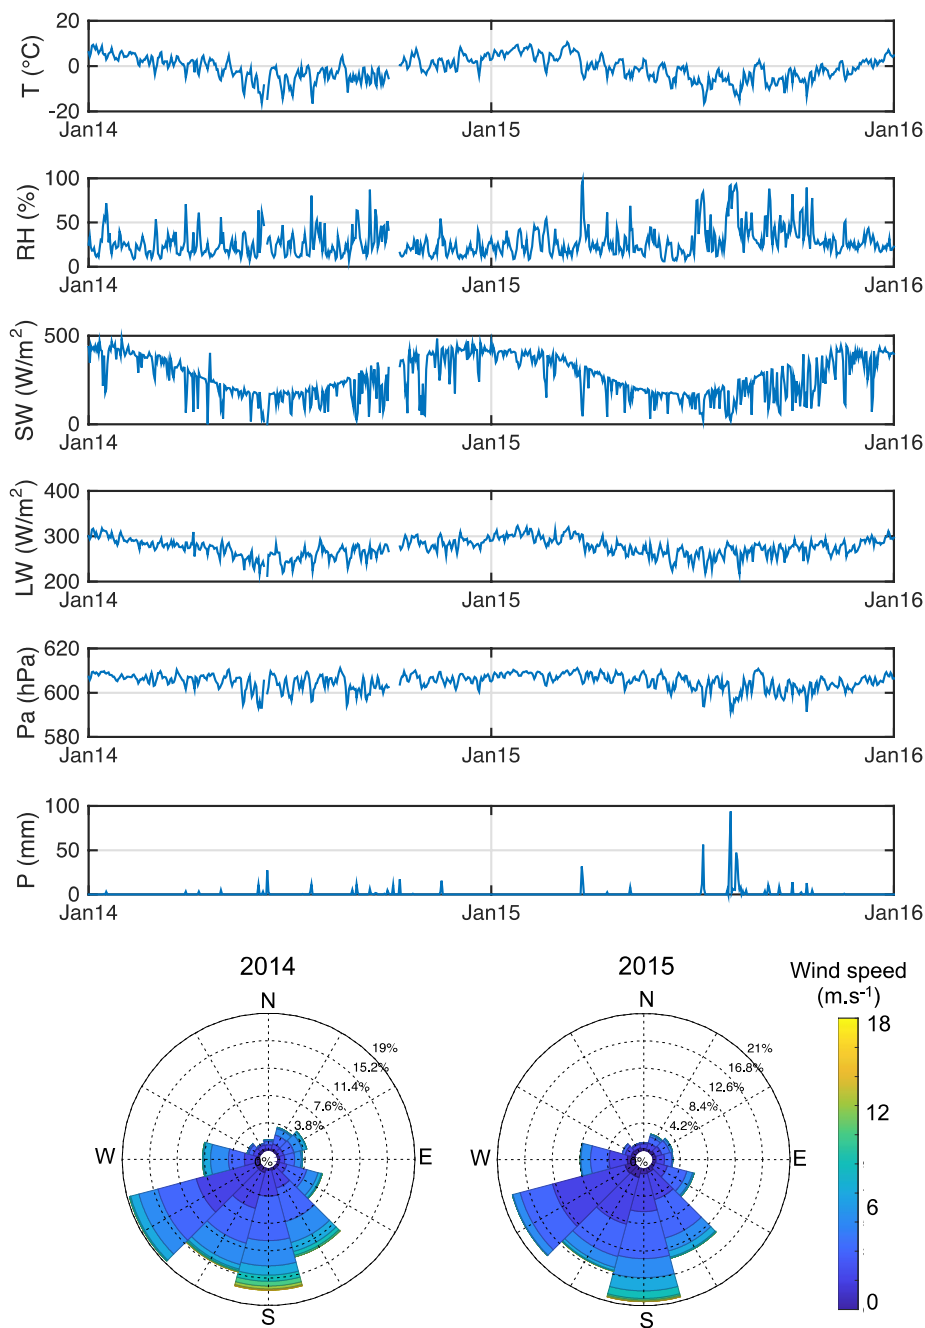 20
0
-20
T (°C)
Jan14
Jan15
Jan16
100
50
0
RH (%)
Jan14
Jan15
Jan16
500
0
SW (W/m²)
Jan14
Jan15
Jan16
400
300
200
LW (W/m²)
Jan14
Jan15
Jan16
620
600
580
Pa (hPa)
Jan14
Jan15
Jan16
100
50
0
P (mm)
Jan14
Jan15
Jan16
2014
N
19%
15.2%
11.4%
7.6%
3.8%
W
E
S
2015
N
21%
16.8%
12.6%
8.4%
4.2%
W
E
S
Wind speed
(m.s⁻¹)
18
12
6
0